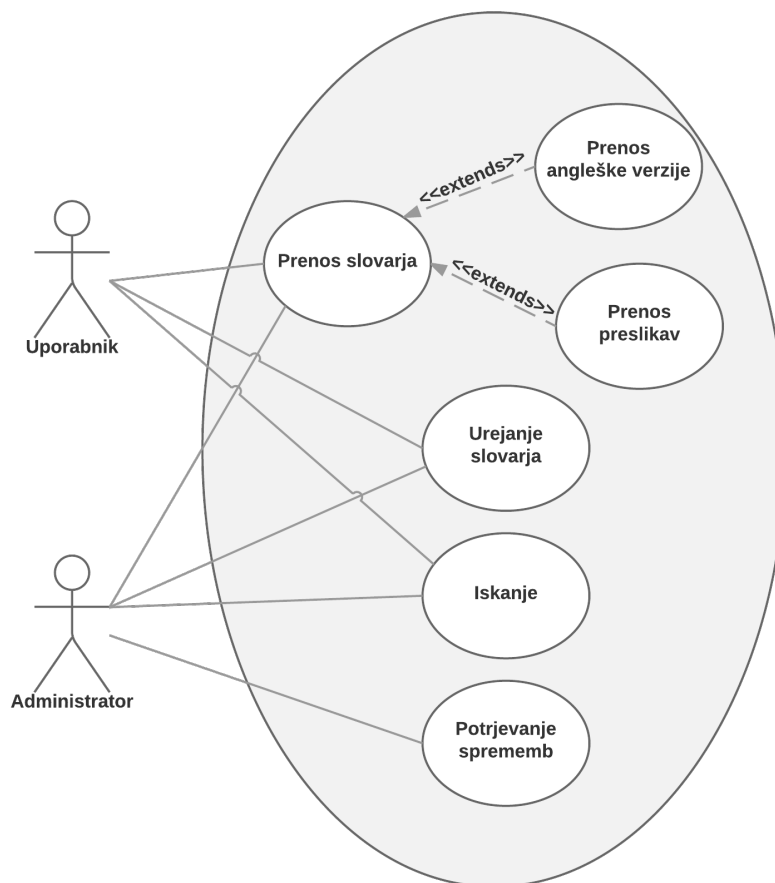 Prenos
angleške verzije
<<extends>>
Prenos slovarja
<<extends>>
Prenos
preslikav
Uporabnik
Urejanje
slovarja
Iskanje
Administrator
Potrjevanje
sprememb